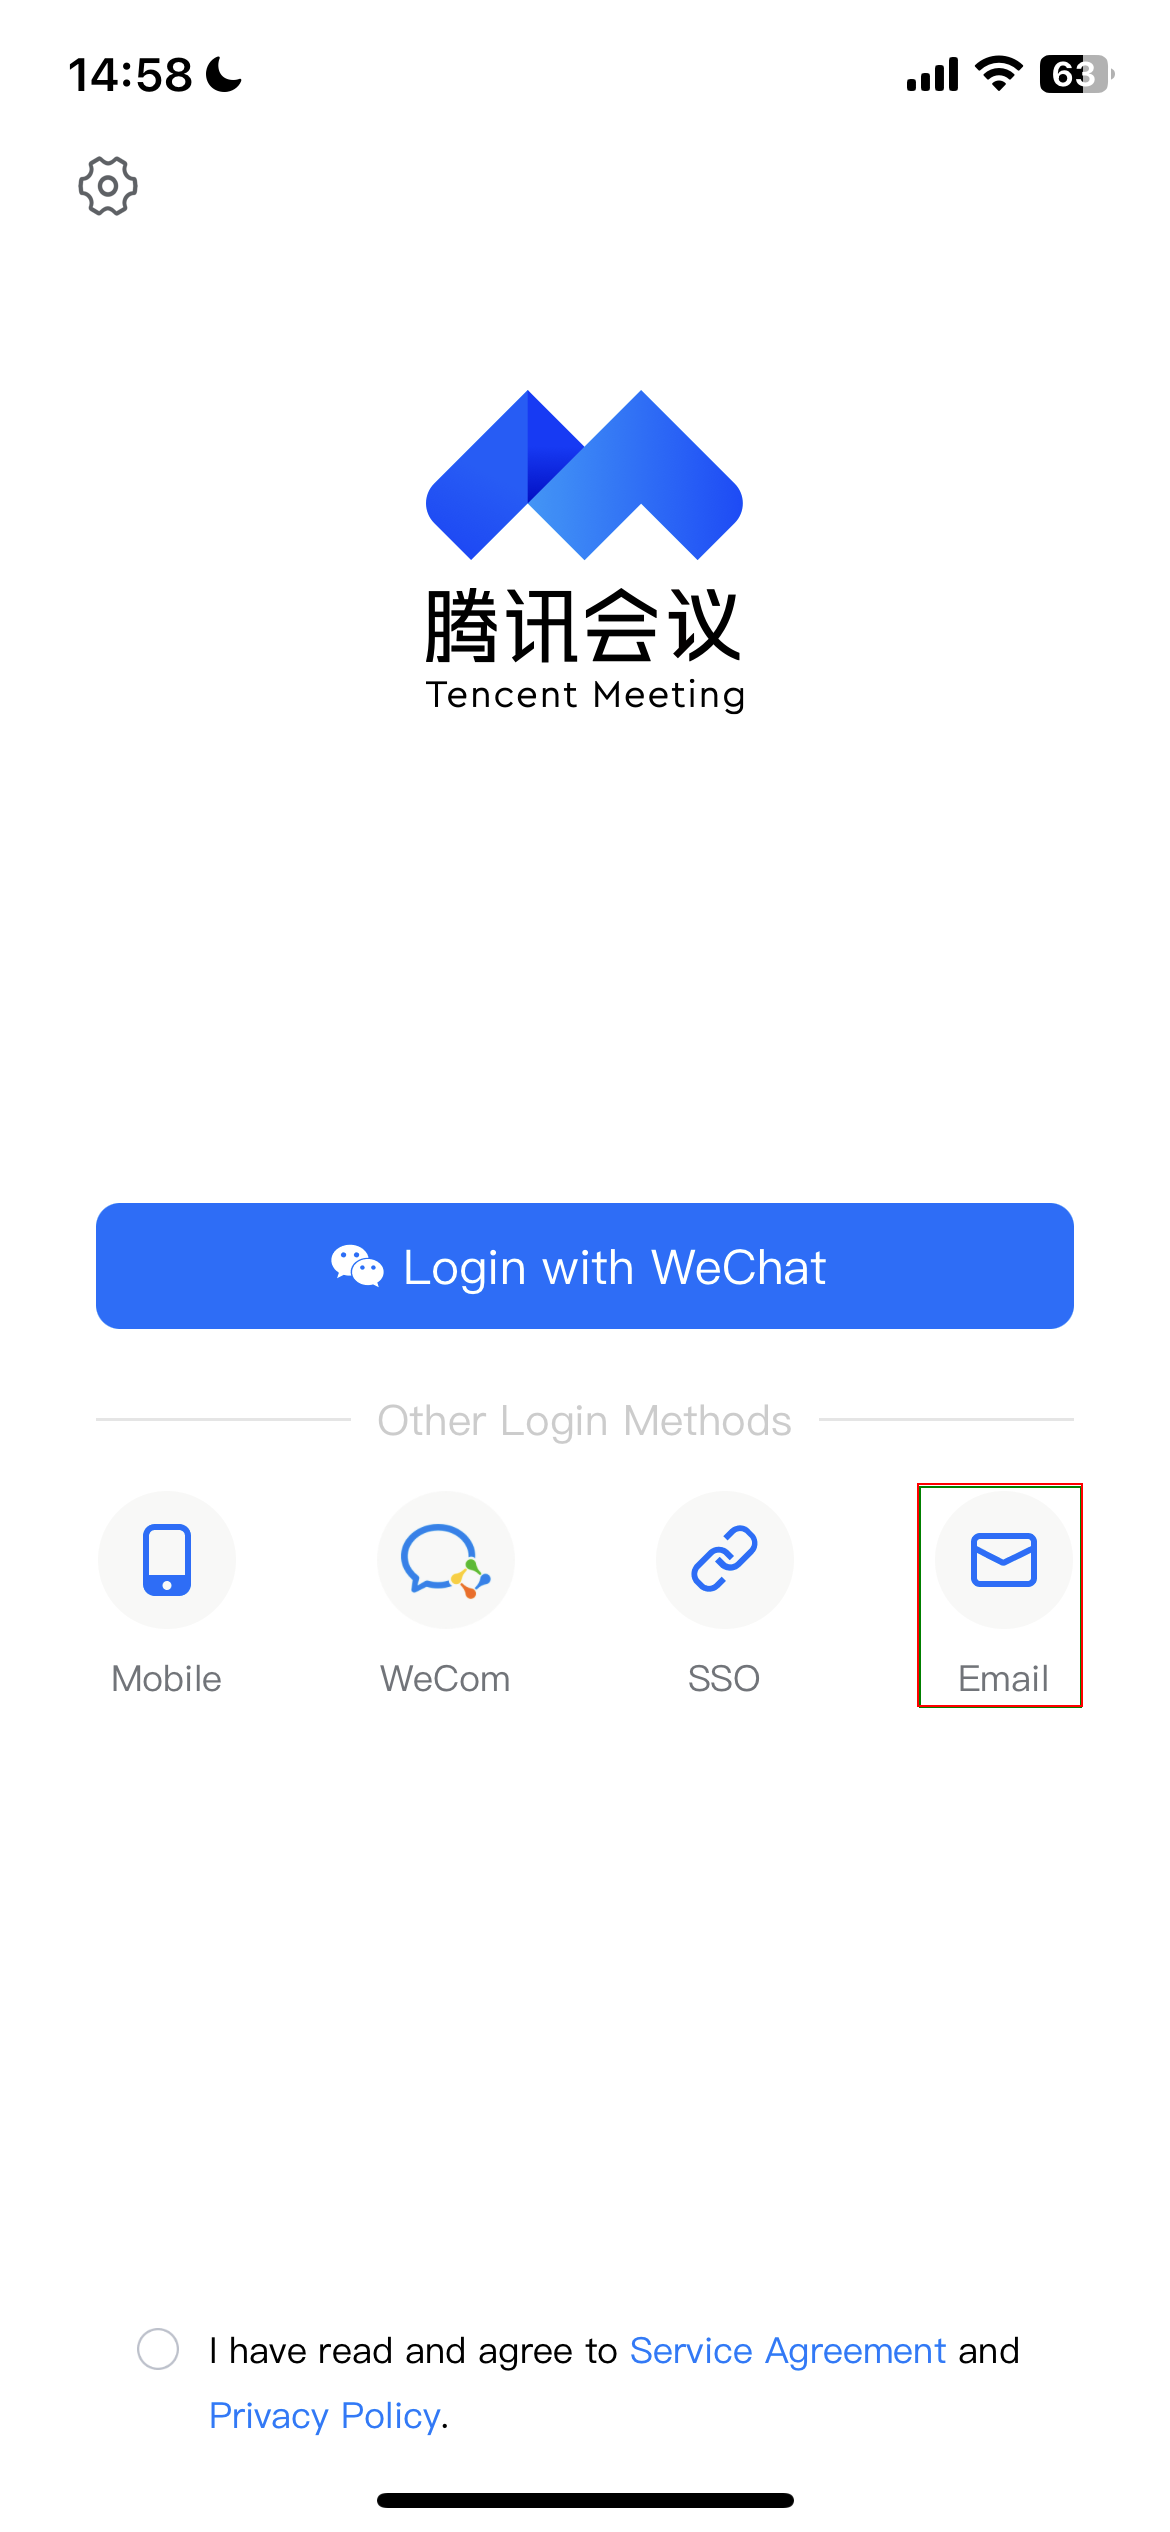 14:58
63
腾讯会议
Tencent Meeting
Login with WeChat
Other Login Methods
Mobile
WeCom
SSO
Email
I have read and agree to Service Agreement and
Privacy Policy.